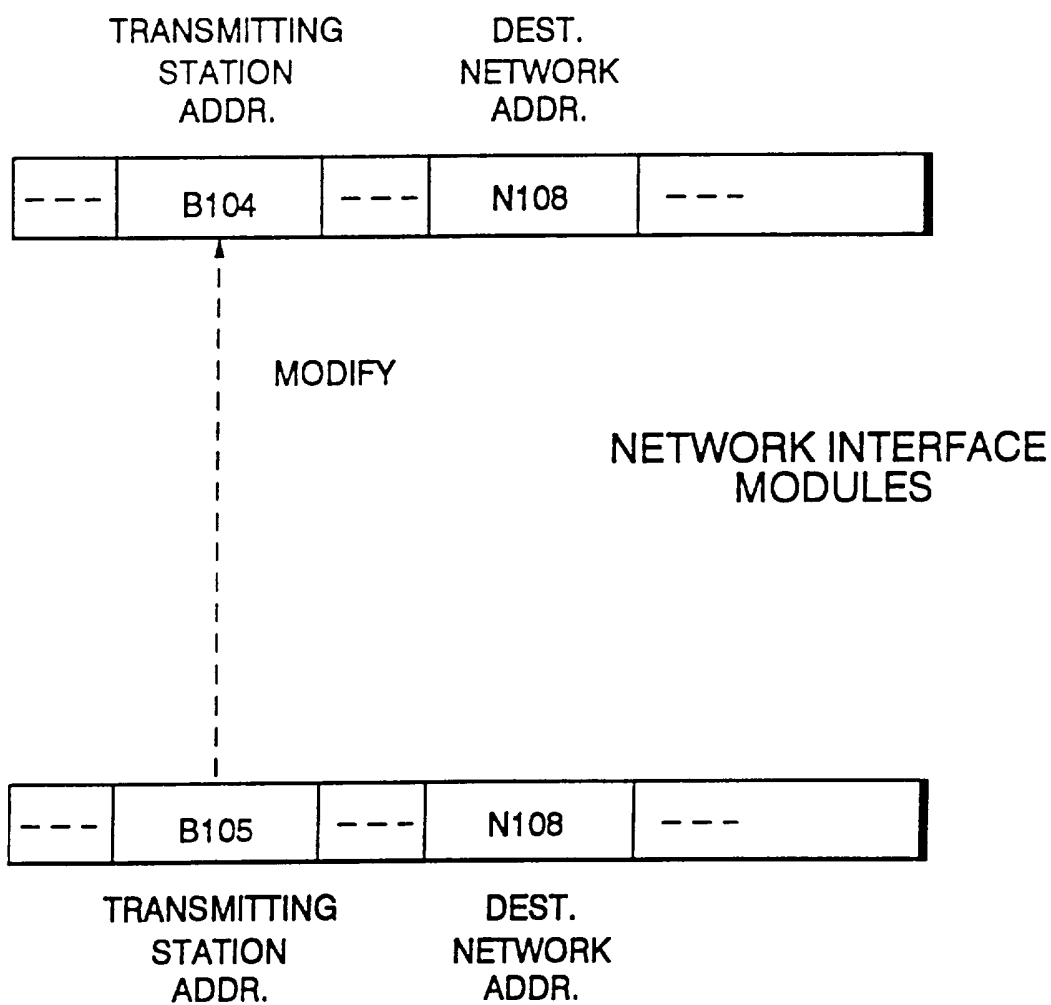 TRANSMITTING
STATION
ADDR.
DEST.
NETWORK
ADDR.
--- B104 --- N108 ---
MODIFY
NETWORK INTERFACE
MODULES
--- B105 --- N108 ---
TRANSMITTING
STATION
ADDR.
DEST.
NETWORK
ADDR.